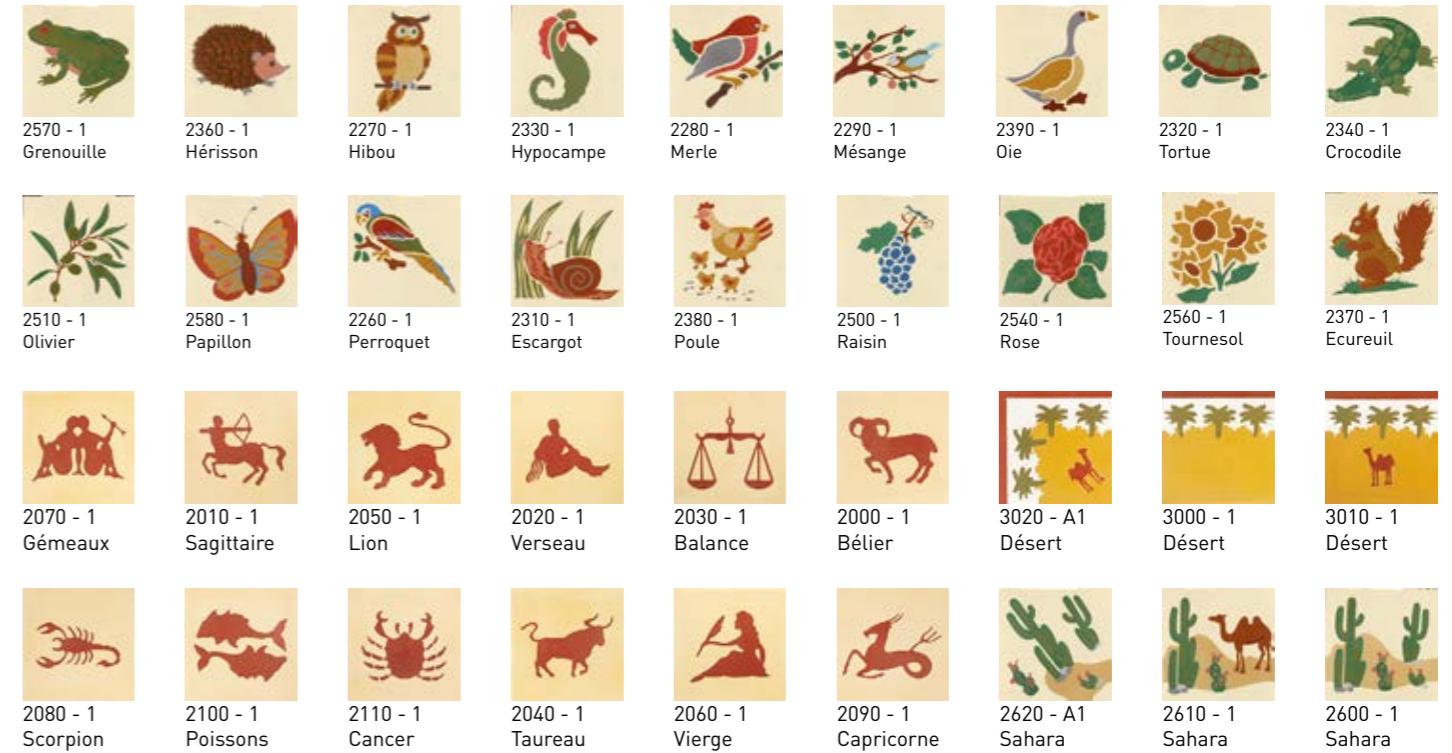 2570 - 1
Grenouille
2360 - 1
Hérisson
2270 - 1
Hibou
2330 - 1
Hypocampe
2280 - 1
Merle
2290 - 1
Mésange
2390 - 1
Oie
2320 - 1
Tortue
2340 - 1
Crocodile
2510 - 1
Olivier
2580 - 1
Papillon
2260 - 1
Perroquet
2310 - 1
Escargot
2380 - 1
Poule
2500 - 1
Raisin
2540 - 1
Rose
2560 - 1
Tournesol
2370 - 1
Ecureuil
2070 - 1
Gémeaux
2010 - 1
Sagittaire
2050 - 1
Lion
2020 - 1
Verseau
2030 - 1
Balance
2000 - 1
Bélier
3020 - A1
Désert
3000 - 1
Désert
3010 - 1
Désert
2080 - 1
Scorpion
2100 - 1
Poissons
2110 - 1
Cancer
2040 - 1
Taureau
2060 - 1
Vierge
2090 - 1
Capricorne
2620 - A1
Sahara
2610 - 1
Sahara
2600 - 1
Sahara